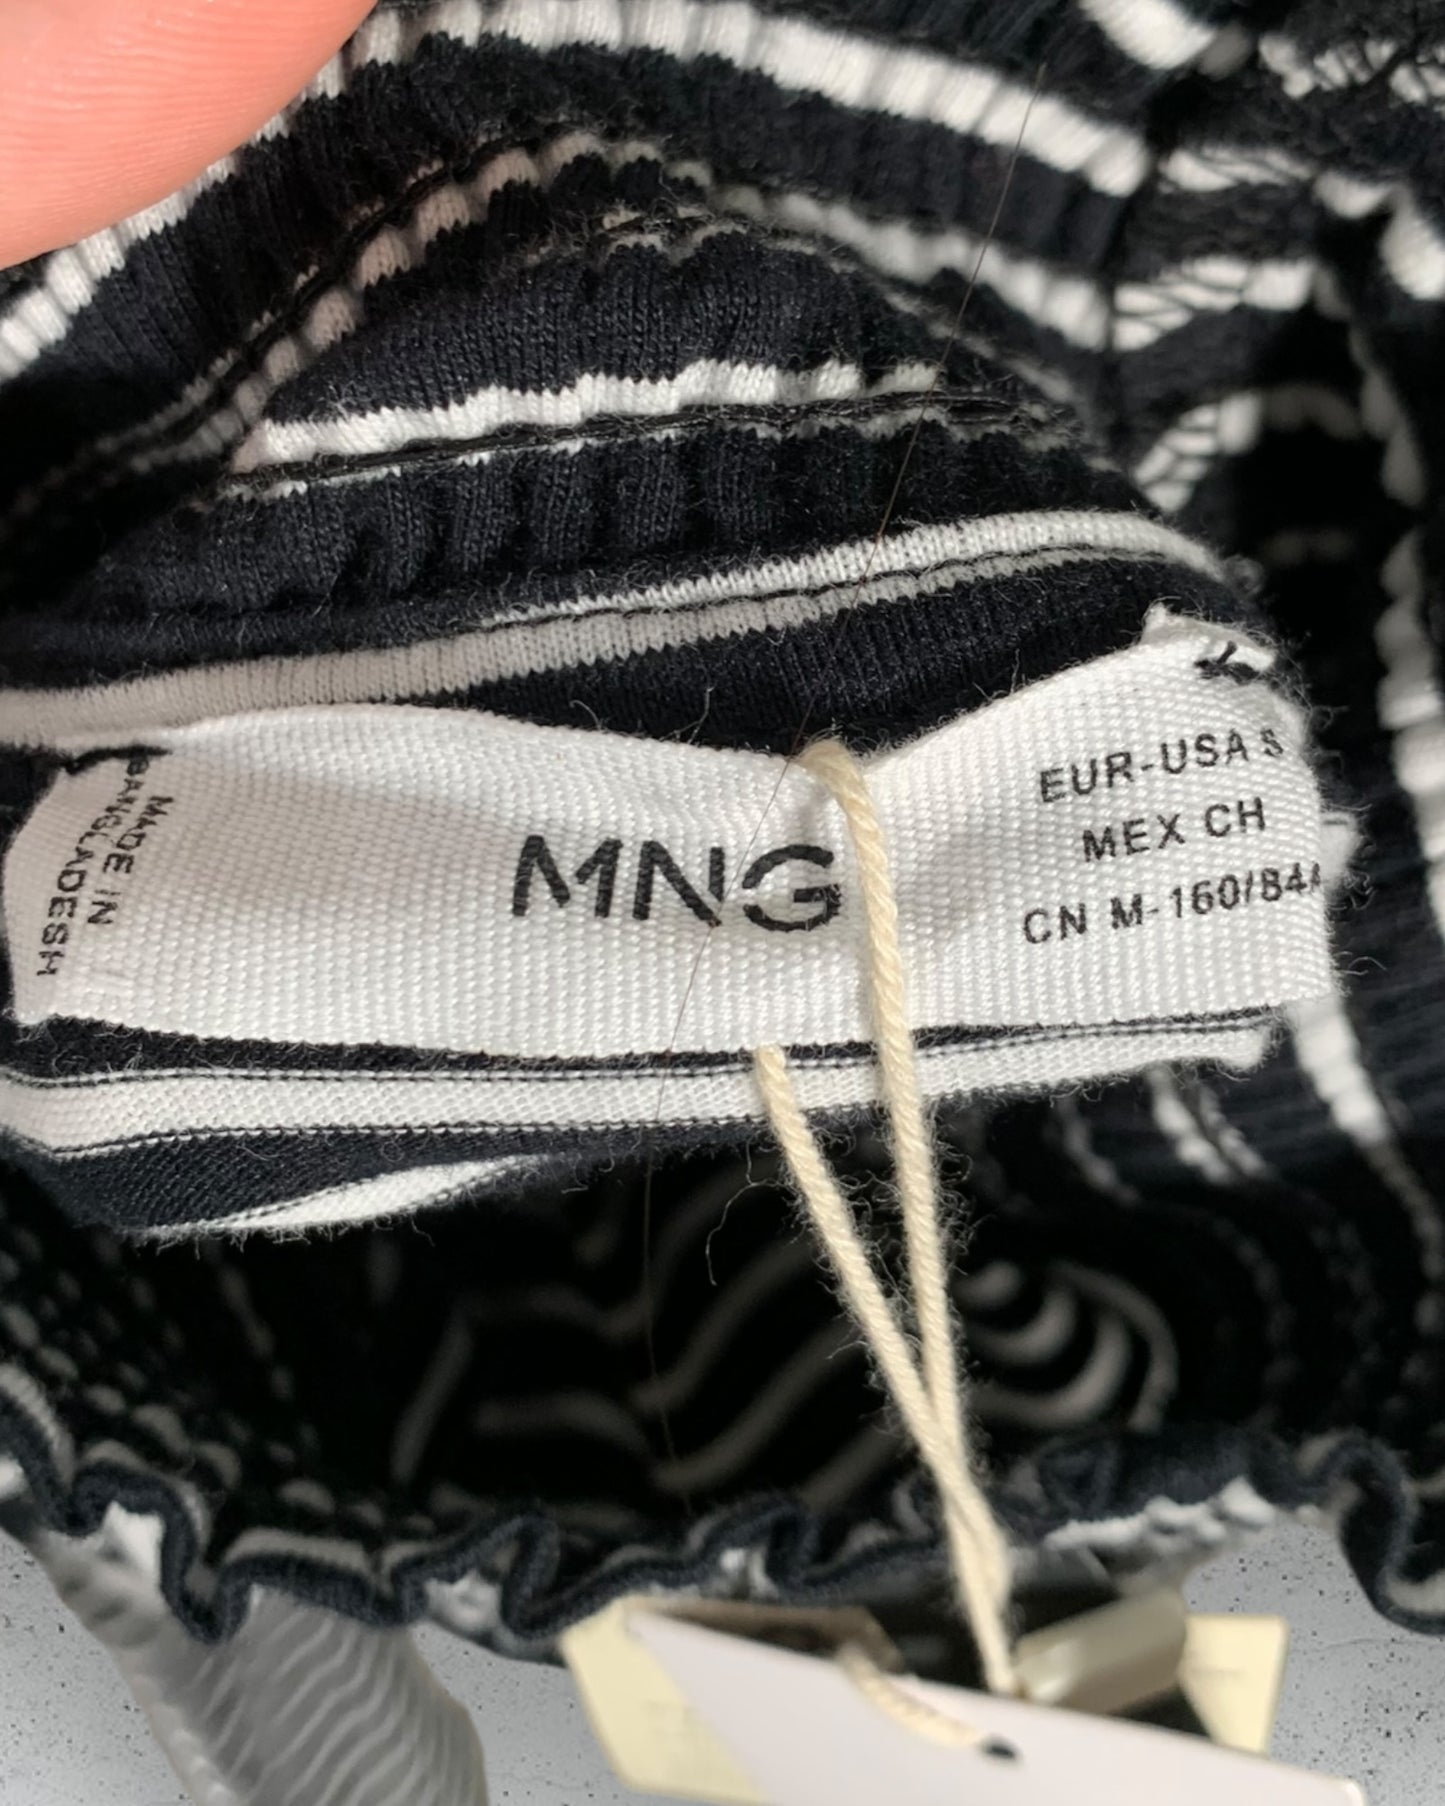 MADE IN
BANGLADESH
MNG
EUR-USA S
MEX CH
CN M-160/84A